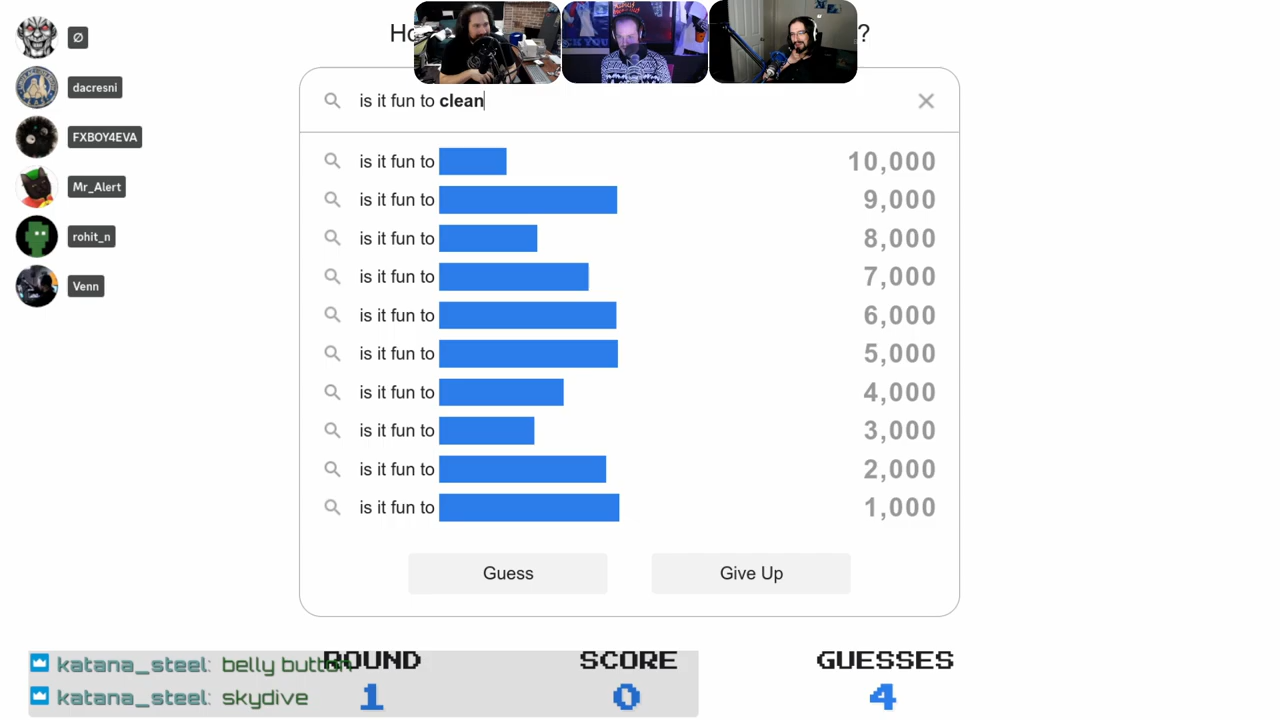 Ho ?
∅
dacresni
FXBOY4EVA
Mr_Alert
rohit_n
Venn
is it fun to clean
is it fun to 10,000
is it fun to 9,000
is it fun to 8,000
is it fun to 7,000
is it fun to 6,000
is it fun to 5,000
is it fun to 4,000
is it fun to 3,000
is it fun to 2,000
is it fun to 1,000
Guess Give Up
katana_steel: belly button
katana_steel: skydive
ROUND SCORE GUESSES
1 0 4